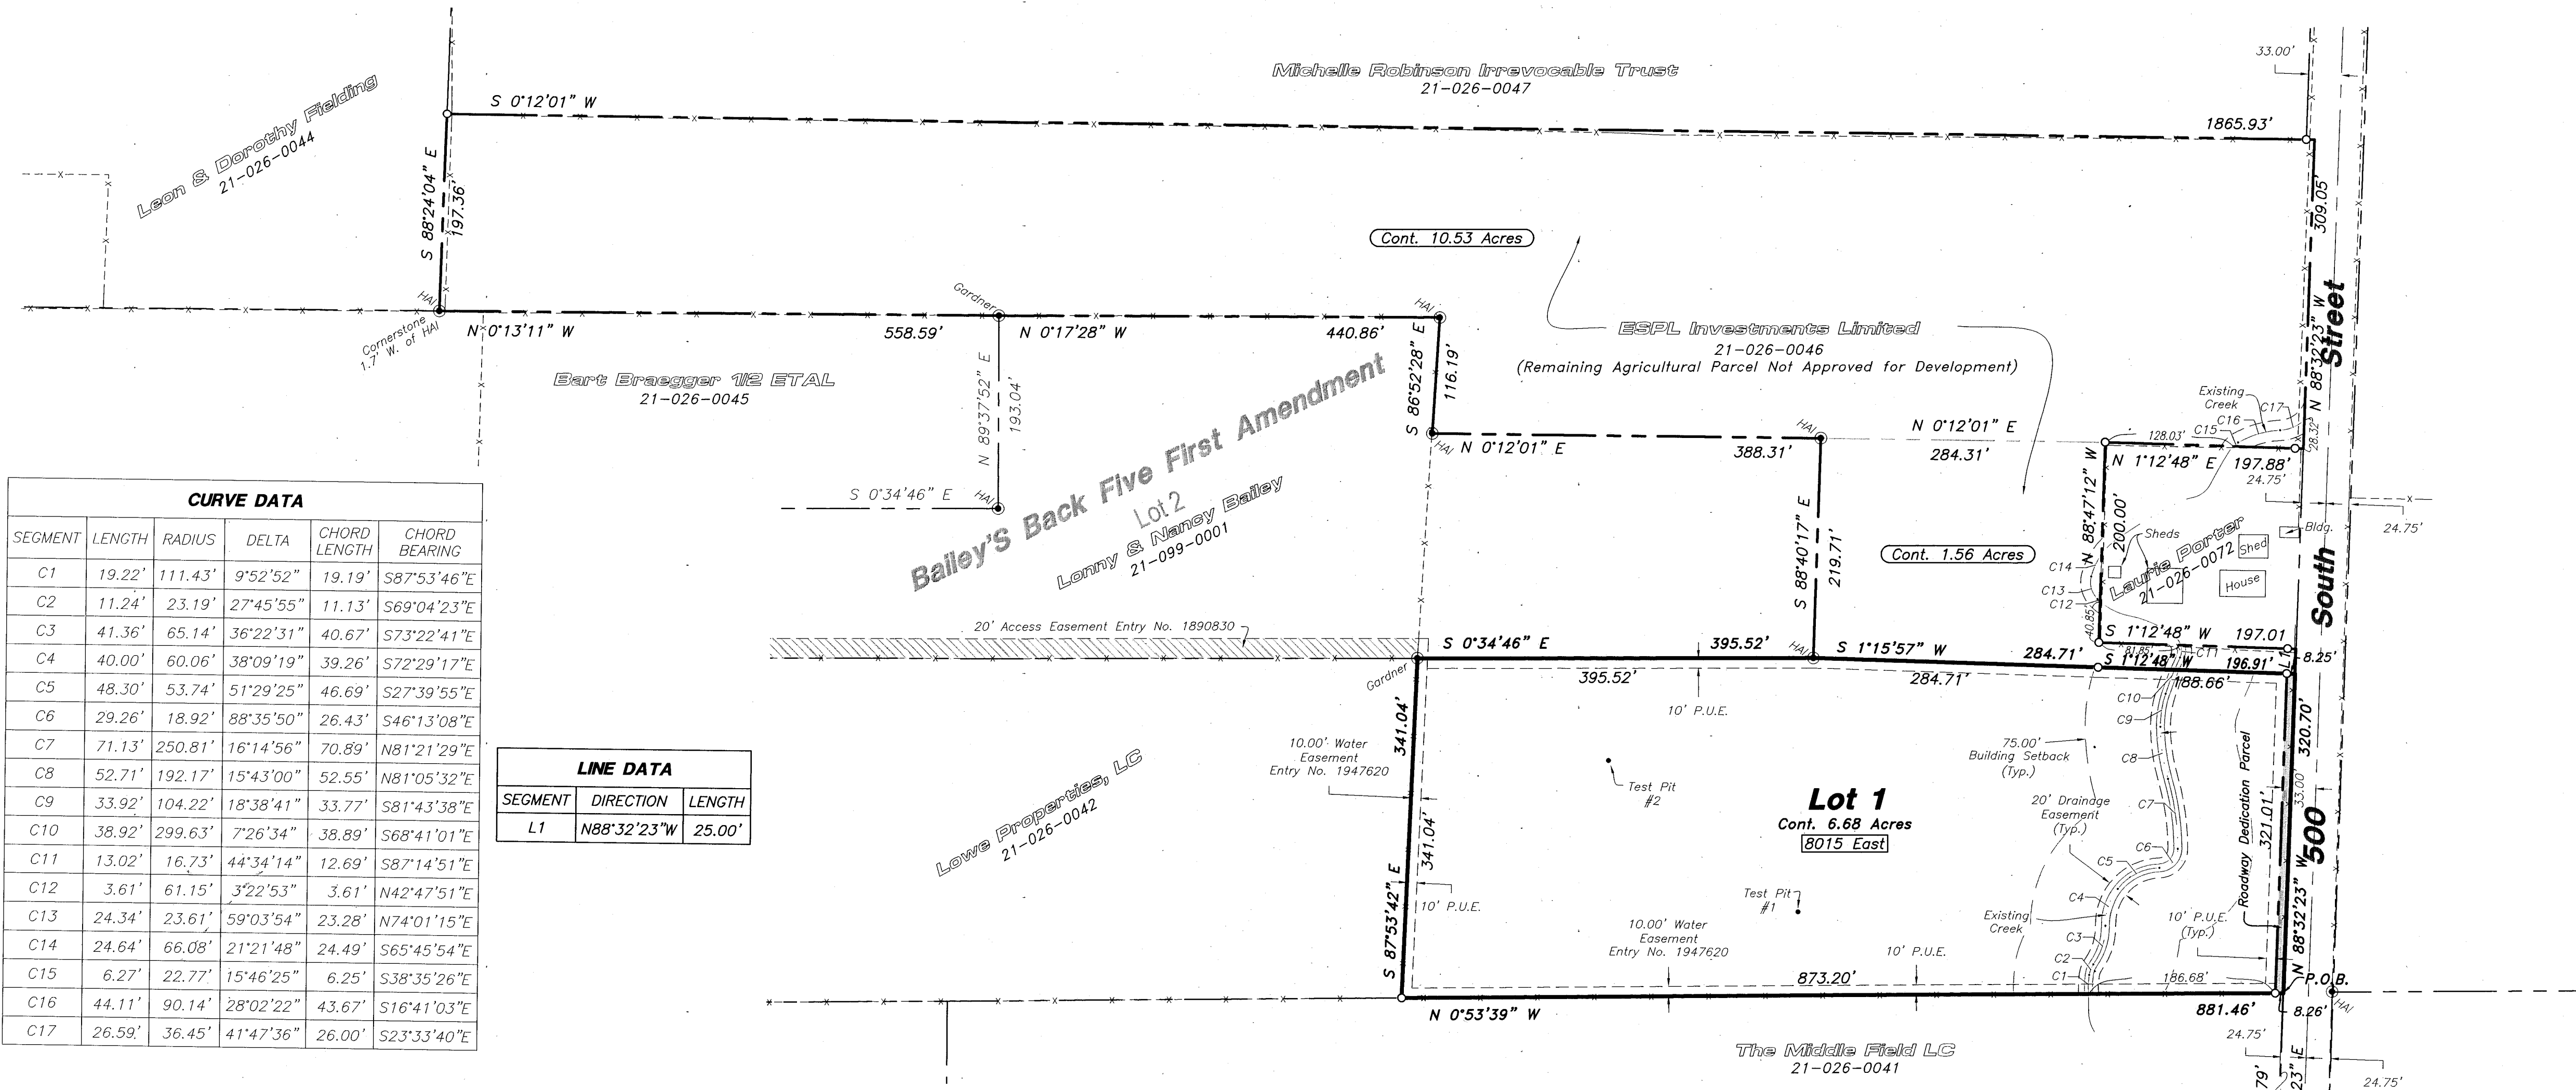 Michelle Robinson Irrevocable Trust
21-026-0047
33.00'
S 0°12'01" W
1865.93'
Leon & Dorothy Fielding
21-026-0044
S 88°24'04" E
197.36'
309.05'
N 88°32'23" W
Street
South
500
Cont. 10.53 Acres
HAI
Cornerstone
1.7' W. of HAI
N 0°13'11" W
558.59'
Gardner
N 0°17'28" W
440.86'
HAI
S 86°52'28" E
116.19'
ESPL Investments Limited
21-026-0046
(Remaining Agricultural Parcel Not Approved for Development)
Bart Braegger 1/2 ETAL
21-026-0045
N 89°37'52" E
193.04'
S 0°34'46" E
HAI
Bailey'S Back Five First Amendment
Lot 2
Lonny & Nancy Bailey
21-099-0001
HAI
N 0°12'01" E
388.31'
HAI
N 0°12'01" E
284.31'
Existing
Creek
C17
C16
C15
28.32'
128.03'
N 1°12'48" E
197.88'
24.75'
24.75'
N 88°47'12" W
200.00'
S 88°40'17" E
219.71'
Cont. 1.56 Acres
Sheds
Bldg.
Shed
House
Laurie Porter
21-026-0072
C14
C13
C12
40.85'
20' Access Easement Entry No. 1890830
S 1°12'48" W
197.01
81.85'
C11
8.25'
L1
S 0°34'46" E
395.52'
HAI
S 1°15'57" W
284.71'
S 1°12'48" W
196.91'
Gardner
395.52'
284.71'
188.66'
10' P.U.E.
C10
C9
C8
C7
C6
C5
C4
C3
C2
C1
341.04'
341.04'
S 87°53'42" E
10.00' Water
Easement
Entry No. 1947620
10' P.U.E.
Test Pit
#2
Lot 1
Cont. 6.68 Acres
8015 East
Test Pit
#1
75.00'
Building Setback
(Typ.)
20' Drainage
Easement
(Typ.)
Existing
Creek
10' P.U.E.
(Typ.)
Roadway Dedication Parcel
321.01'
320.70'
33.00'
N 88°32'23" W
Lowe Properties, LC
21-026-0042
10.00' Water
Easement
Entry No. 1947620
10' P.U.E.
873.20'
186.68'
P.O.B.
HAI
N 0°53'39" W
881.46'
8.26'
24.75'
24.75'
79'
23" E
The Middle Field LC
21-026-0041
CURVE DATA
SEGMENT LENGTH RADIUS DELTA CHORD LENGTH CHORD BEARING
C1 19.22' 111.43' 9°52'52" 19.19' S87°53'46"E
C2 11.24' 23.19' 27°45'55" 11.13' S69°04'23"E
C3 41.36' 65.14' 36°22'31" 40.67' S73°22'41"E
C4 40.00' 60.06' 38°09'19" 39.26' S72°29'17"E
C5 48.30' 53.74' 51°29'25" 46.69' S27°39'55"E
C6 29.26' 18.92' 88°35'50" 26.43' S46°13'08"E
C7 71.13' 250.81' 16°14'56" 70.89' N81°21'29"E
C8 52.71' 192.17' 15°43'00" 52.55' N81°05'32"E
C9 33.92' 104.22' 18°38'41" 33.77' S81°43'38"E
C10 38.92' 299.63' 7°26'34" 38.89' S68°41'01"E
C11 13.02' 16.73' 44°34'14" 12.69' S87°14'51"E
C12 3.61' 61.15' 3°22'53" 3.61' N42°47'51"E
C13 24.34' 23.61' 59°03'54" 23.28' N74°01'15"E
C14 24.64' 66.08' 21°21'48" 24.49' S65°45'54"E
C15 6.27' 22.77' 15°46'25" 6.25' S38°35'26"E
C16 44.11' 90.14' 28°02'22" 43.67' S16°41'03"E
C17 26.59' 36.45' 41°47'36" 26.00' S23°33'40"E
LINE DATA
SEGMENT DIRECTION LENGTH
L1 N88°32'23"W 25.00'